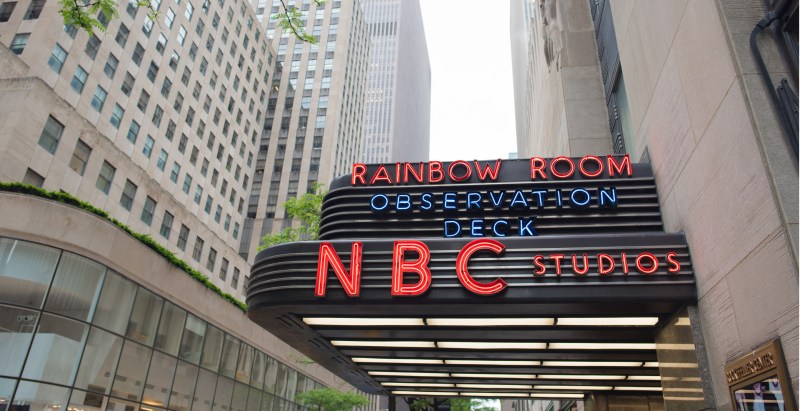 RAINBOW ROOM
OBSERVATION
DECK
NBC STUDIOS